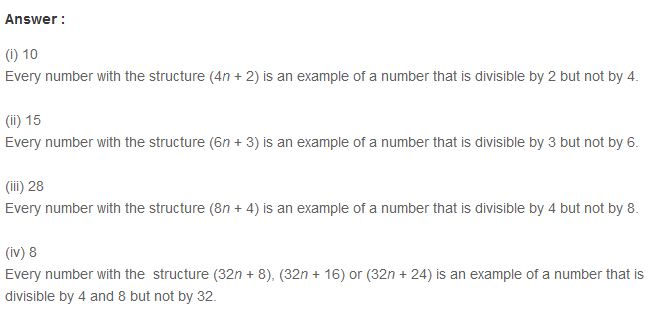 Answer :
(i) 10
Every number with the structure (4n + 2) is an example of a number that is divisible by 2 but not by 4.
(ii) 15
Every number with the structure (6n + 3) is an example of a number that is divisible by 3 but not by 6.
(iii) 28
Every number with the structure (8n + 4) is an example of a number that is divisible by 4 but not by 8.
(iv) 8
Every number with the  structure (32n + 8), (32n + 16) or (32n + 24) is an example of a number that is
divisible by 4 and 8 but not by 32.